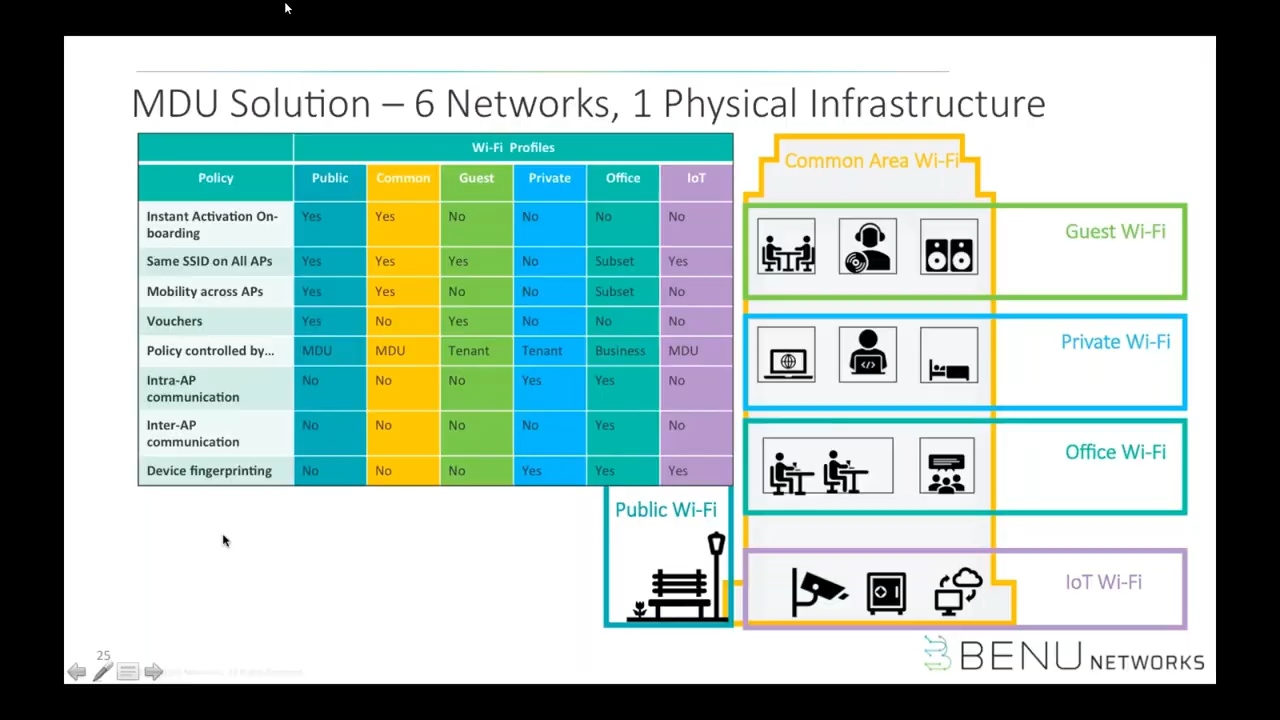 MDU Solution – 6 Networks, 1 Physical Infrastructure
Wi-Fi Profiles
Policy Public Common Guest Private Office IoT
Instant Activation On-
boarding Yes Yes No No No No
Same SSID on All APs Yes Yes Yes No Subset Yes
Mobility across APs Yes Yes No No Subset No
Vouchers Yes No Yes No No No
Policy controlled by... MDU MDU Tenant Tenant Business MDU
Intra-AP
communication No No No Yes Yes No
Inter-AP
communication No No No No Yes No
Device fingerprinting No No No Yes Yes Yes
Common Area Wi-Fi
Guest Wi-Fi
Private Wi-Fi
Office Wi-Fi
Public Wi-Fi
IoT Wi-Fi
25
BENU NETWORKS